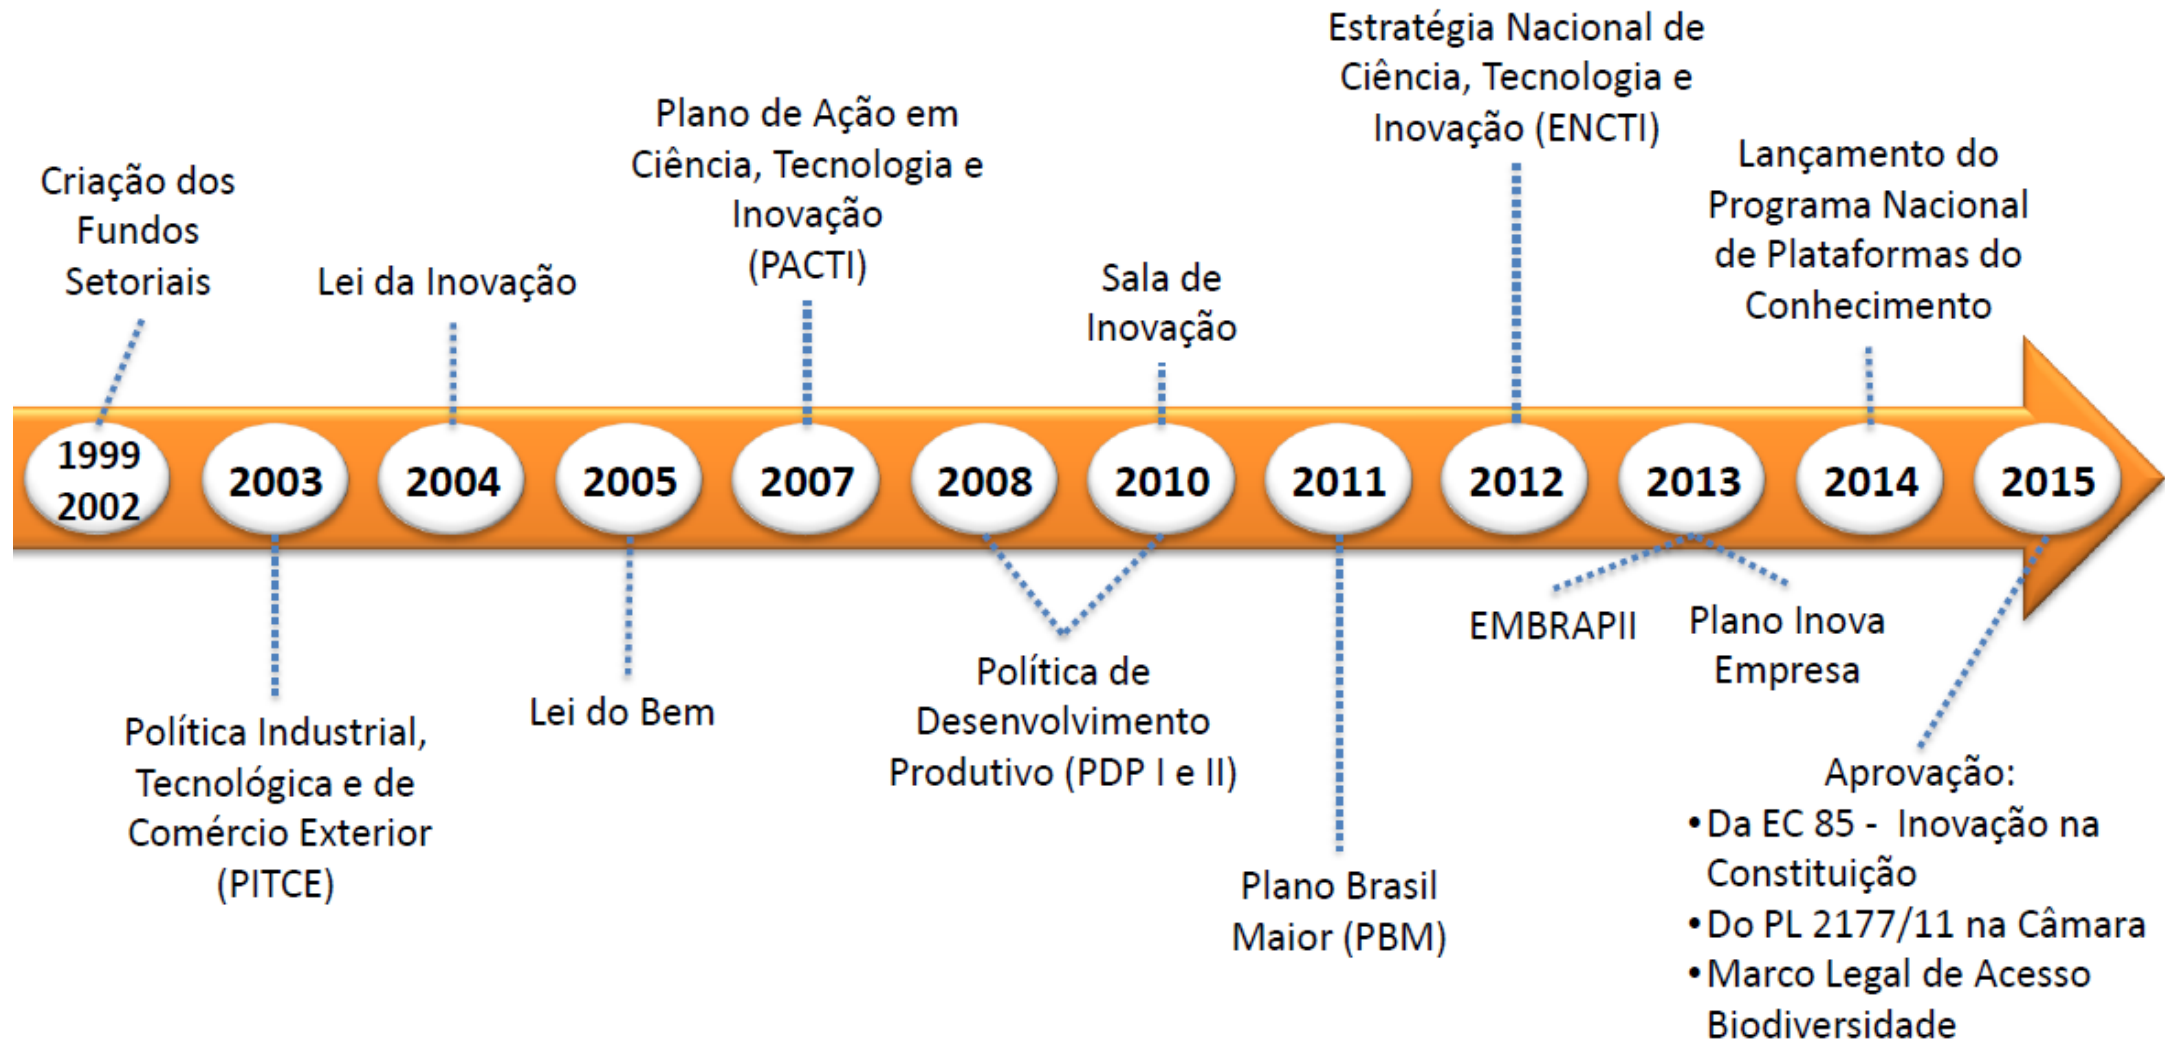 Estratégia Nacional de
Ciência, Tecnologia e
Inovação (ENCTI)
Plano de Ação em
Ciência, Tecnologia e
Inovação
(PACTI)
Lançamento do
Programa Nacional
de Plataformas do
Conhecimento
Criação dos
Fundos
Setoriais
Lei da Inovação
Sala de
Inovação
1999
2002
2003
2004
2005
2007
2008
2010
2011
2012
2013
2014
2015
EMBRAPII
Plano Inova
Empresa
Política de
Desenvolvimento
Produtivo (PDP I e II)
Lei do Bem
Política Industrial,
Tecnológica e de
Comércio Exterior
(PITCE)
Plano Brasil
Maior (PBM)
Aprovação:
•Da EC 85 - Inovação na
Constituição
•Do PL 2177/11 na Câmara
•Marco Legal de Acesso
Biodiversidade